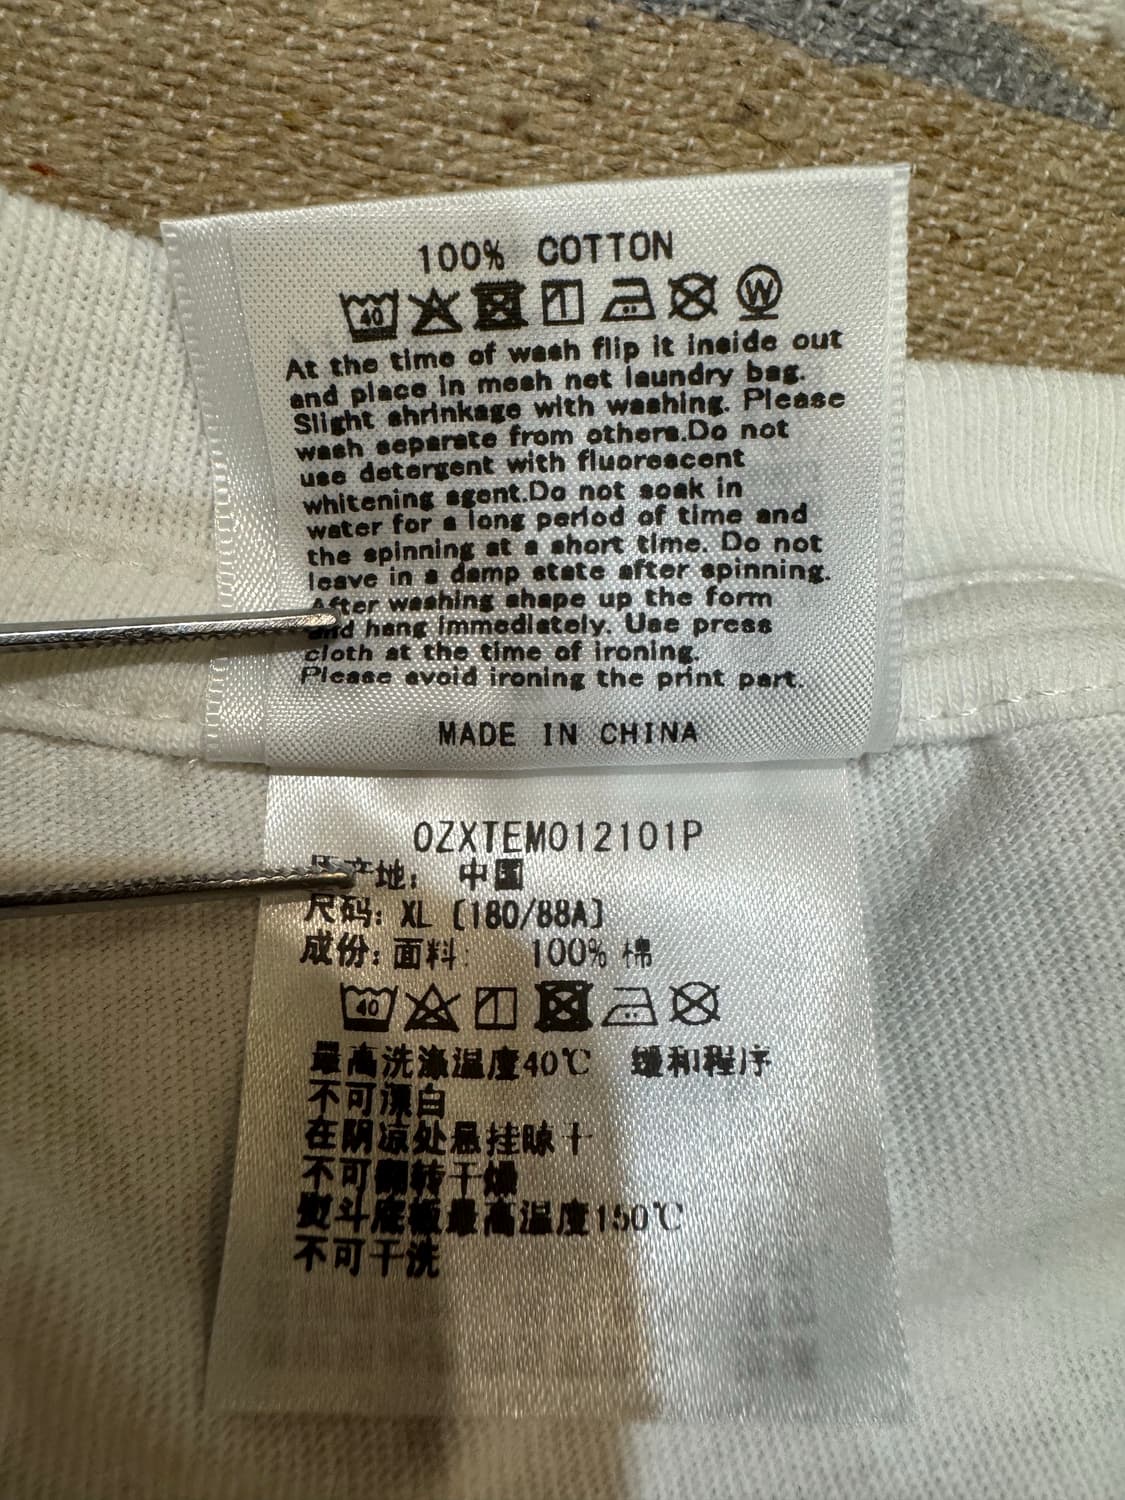 100% COTTON
40
W
At the time of wash flip it inside out
and place in mesh net laundry bag.
Slight shrinkage with washing. Please
wash separate from others.Do not
use detergent with fluorescent
whitening agent.Do not soak in
water for a long period of time and
the spinning at a short time. Do not
leave in a damp state after spinning.
After washing shape up the form
and hang immediately. Use press
cloth at the time of ironing.
Please avoid ironing the print part.
MADE IN CHINA
0ZXTEM012101P
产地: 中国
尺码: XL [180/88A]
成份: 面料: 100% 棉
40
最高洗涤温度40℃ 缓和程序
不可漂白
在阴凉处悬挂晾干
不可翻转干燥
熨斗底板最高温度150℃
不可干洗